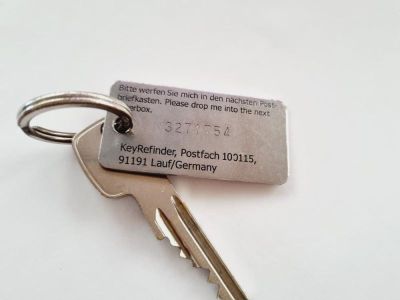 Bitte werfen Sie mich in den nächsten Post-
briefkasten. Please drop me into the next
KeyRefinder, Postfach 100115,
91191 Lauf/Germany